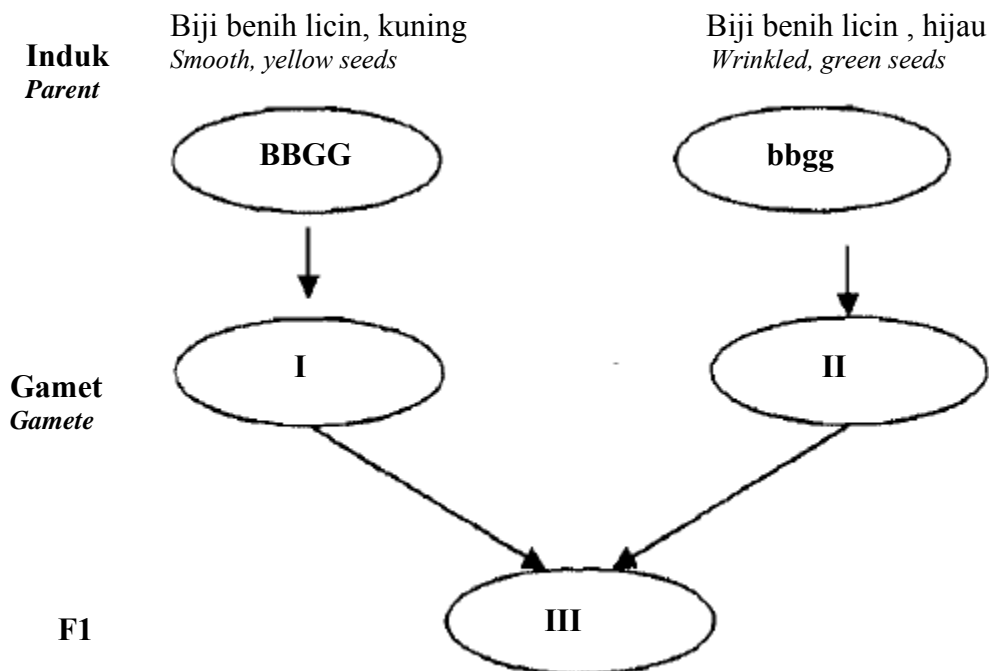 Biji benih licin, kuning
Smooth, yellow seeds
Biji benih licin , hijau
Wrinkled, green seeds
Induk
Parent
BBGG
bbgg
I
II
Gamet
Gamete
III
F1